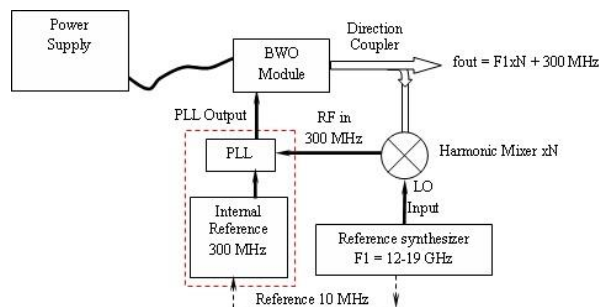 Power
Supply
BWO
Module
Direction
Coupler
fout = F1xN + 300 MHz
PLL Output
RF in
300 MHz
PLL
Harmonic Mixer xN
LO
Input
Internal
Reference
300 MHz
Reference synthesizer
F1 = 12-19 GHz
Reference 10 MHz